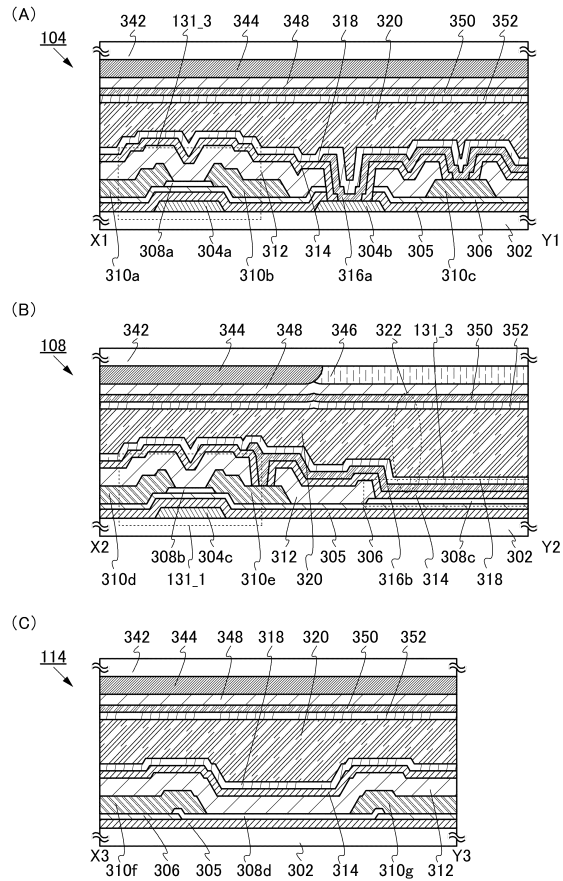 (A)
104
342 131_3 344 348 318 320 350 352
X1 308a 304a 312 314 304b 305 306 302 Y1
310a 310b 316a 310c
(B)
108
342 344 348 346 322 131_3 350 352
X2 308b 304c 312 305 306 308c 302 Y2
310d 131_1 310e 320 316b 314 318
(C)
114
342 344 348 318 320 350 352
X3 Y3
310f 306 305 308d 302 314 310g 312